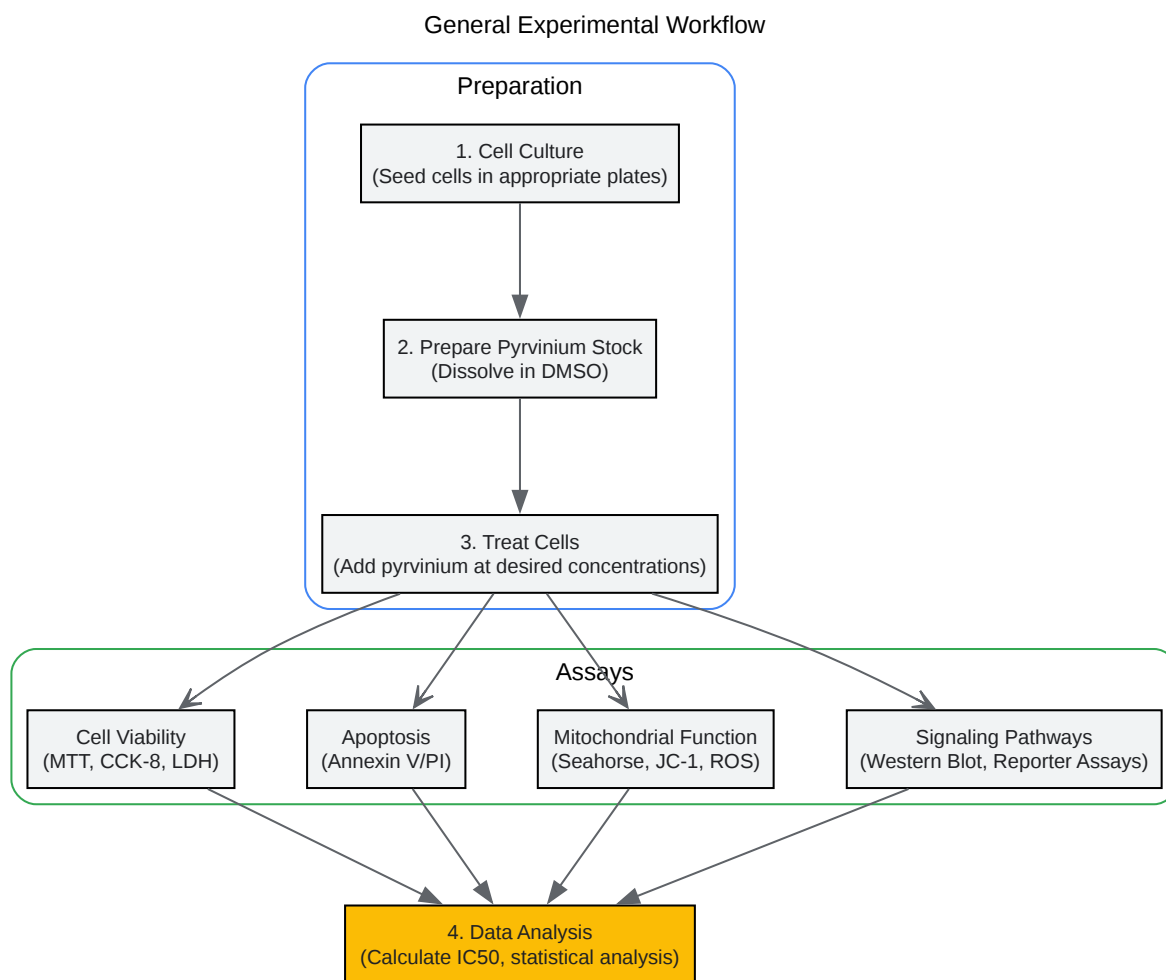 General Experimental Workflow
Preparation
1. Cell Culture
(Seed cells in appropriate plates)
2. Prepare Pyrvinium Stock
(Dissolve in DMSO)
3. Treat Cells
(Add pyrvinium at desired concentrations)
Assays
Cell Viability
(MTT, CCK-8, LDH)
Apoptosis
(Annexin V/PI)
Mitochondrial Function
(Seahorse, JC-1, ROS)
Signaling Pathways
(Western Blot, Reporter Assays)
4. Data Analysis
(Calculate IC50, statistical analysis)